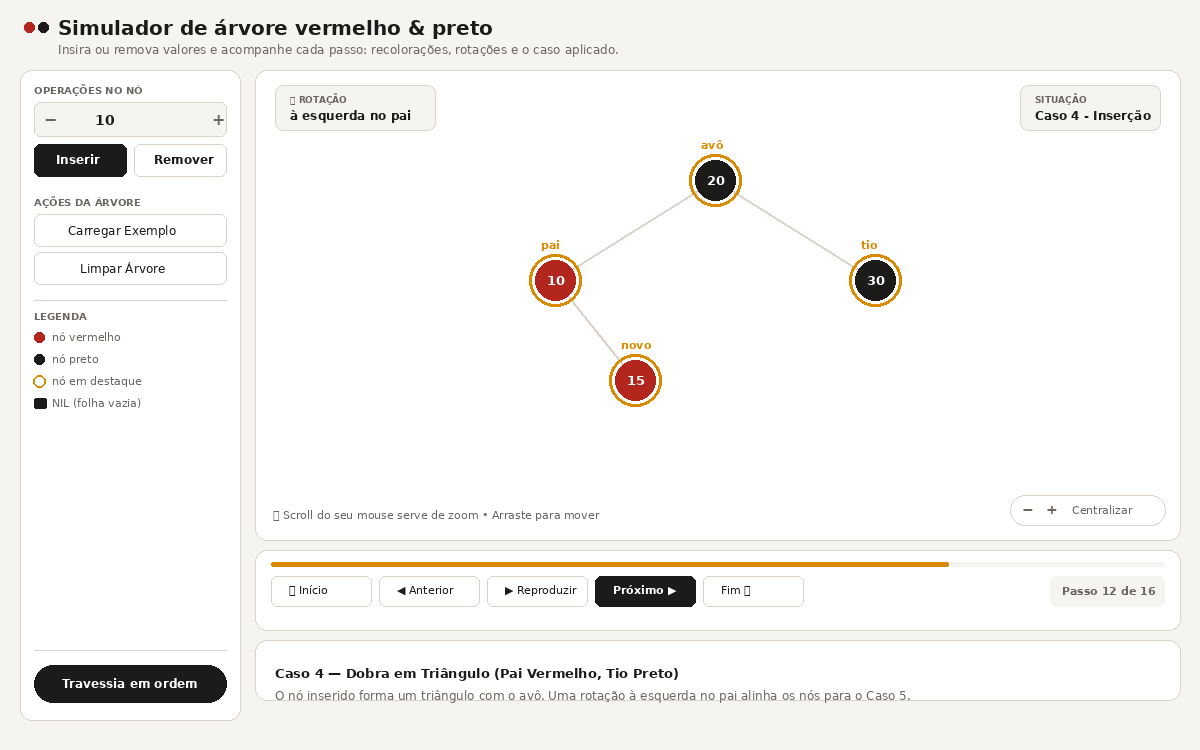 Simulador de árvore vermelho & preto
Insira ou remova valores e acompanhe cada passo: recolorações, rotações e o caso aplicado.
OPERAÇÕES NO NÓ
− 10 +
Inserir Remover
AÇÕES DA ÁRVORE
Carregar Exemplo
Limpar Árvore
LEGENDA
nó vermelho
nó preto
nó em destaque
NIL (folha vazia)
Travessia em ordem
ROTAÇÃO
à esquerda no pai
SITUAÇÃO
Caso 4 - Inserção
avô
20
pai
10
tio
30
novo
15
Scroll do seu mouse serve de zoom • Arraste para mover
− + Centralizar
Início ◀ Anterior ▶ Reproduzir Próximo ▶ Fim
Passo 12 de 16
Caso 4 — Dobra em Triângulo (Pai Vermelho, Tio Preto)
O nó inserido forma um triângulo com o avô. Uma rotação à esquerda no pai alinha os nós para o Caso 5.